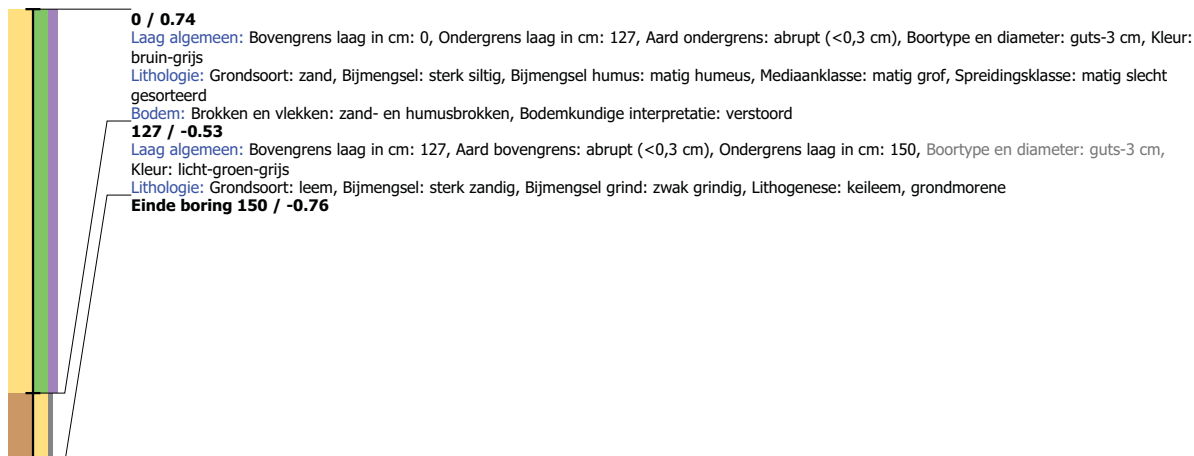 0 / 0.74
Laag algemeen: Bovengrens laag in cm: 0, Ondergrens laag in cm: 127, Aard ondergrens: abrupt (<0,3 cm), Boortype en diameter: guts-3 cm, Kleur:
bruin-grijs
Lithologie: Grondsoort: zand, Bijmengsel: sterk siltig, Bijmengsel humus: matig humeus, Mediaanklasse: matig grof, Spreidingsklasse: matig slecht
gesorteerd
Bodem: Brokken en vlekken: zand- en humusbrokken, Bodemkundige interpretatie: verstoord
127 / -0.53
Laag algemeen: Bovengrens laag in cm: 127, Aard bovengrens: abrupt (<0,3 cm), Ondergrens laag in cm: 150, Boortype en diameter: guts-3 cm,
Kleur: licht-groen-grijs
Lithologie: Grondsoort: leem, Bijmengsel: sterk zandig, Bijmengsel grind: zwak grindig, Lithogenese: keileem, grondmorene
Einde boring 150 / -0.76